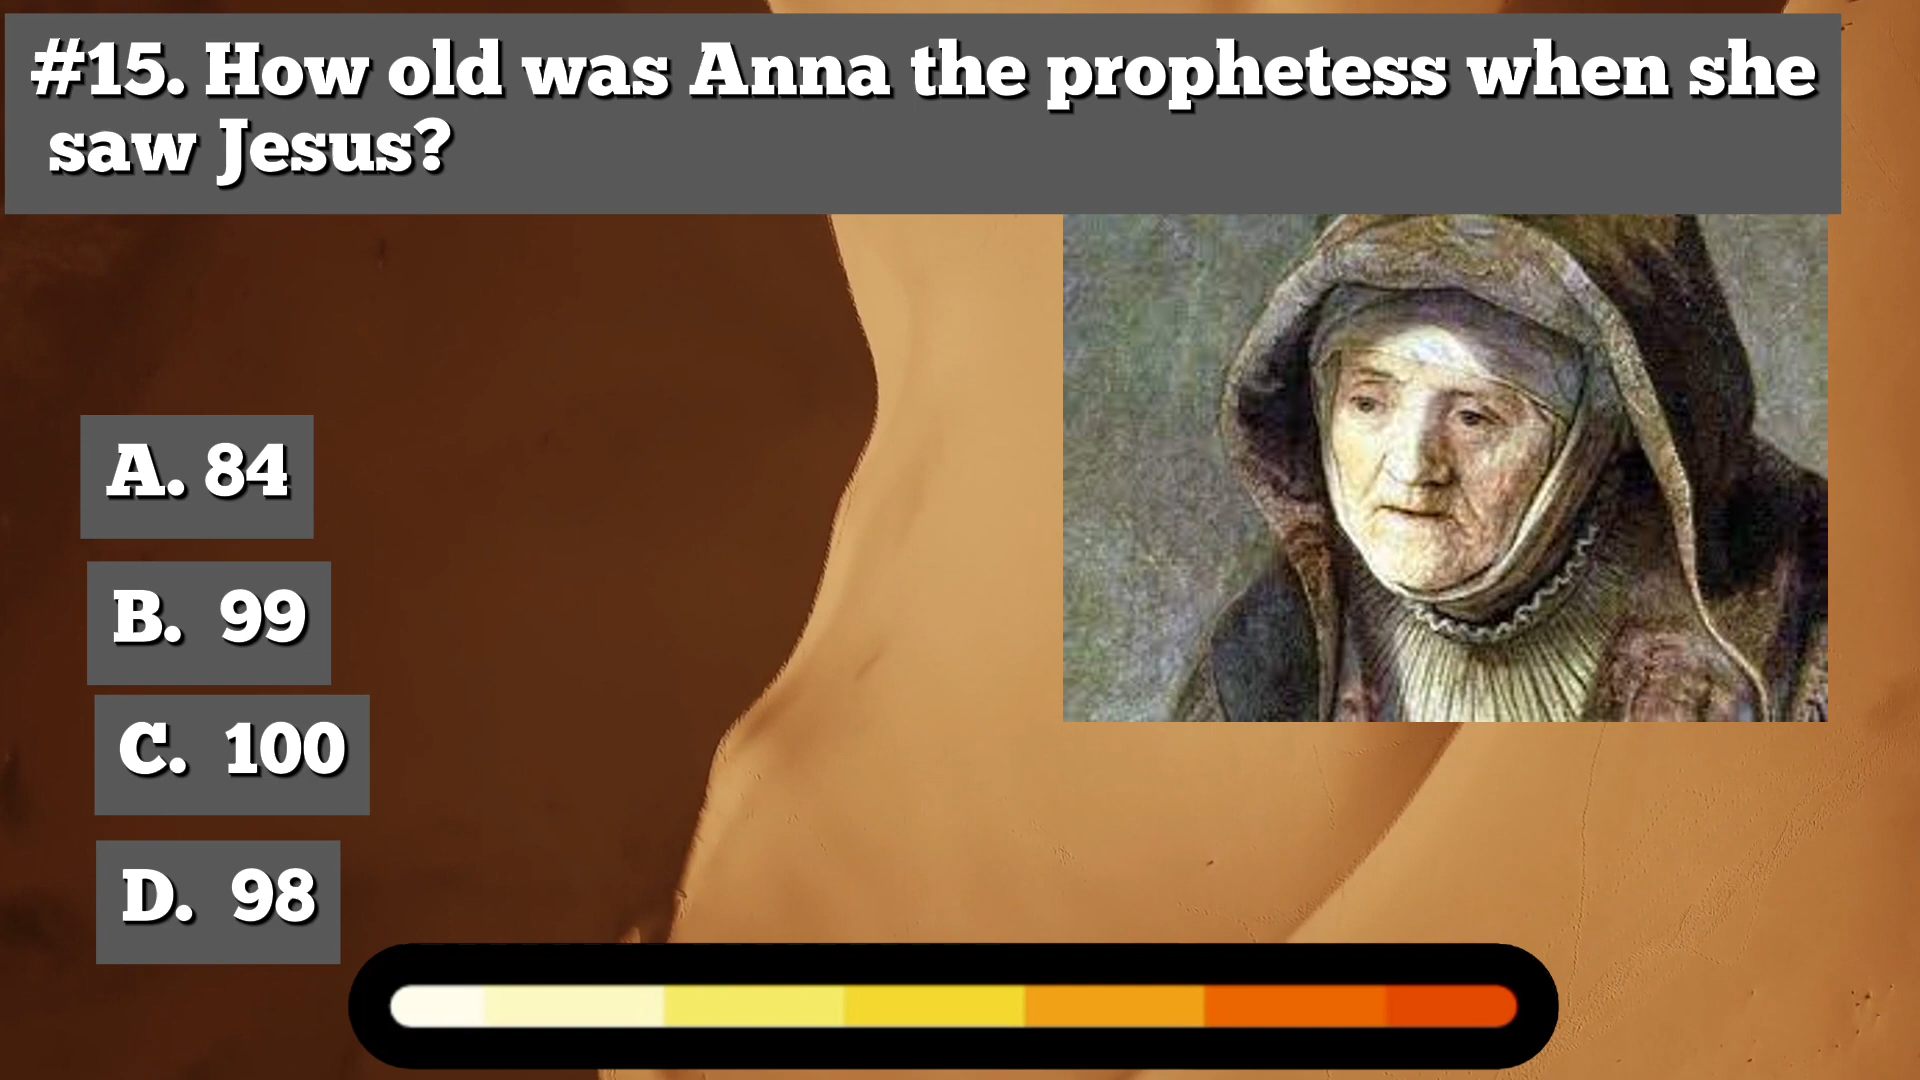 #15. How old was Anna the prophetess when she
saw Jesus?
A. 84
B. 99
C. 100
D. 98